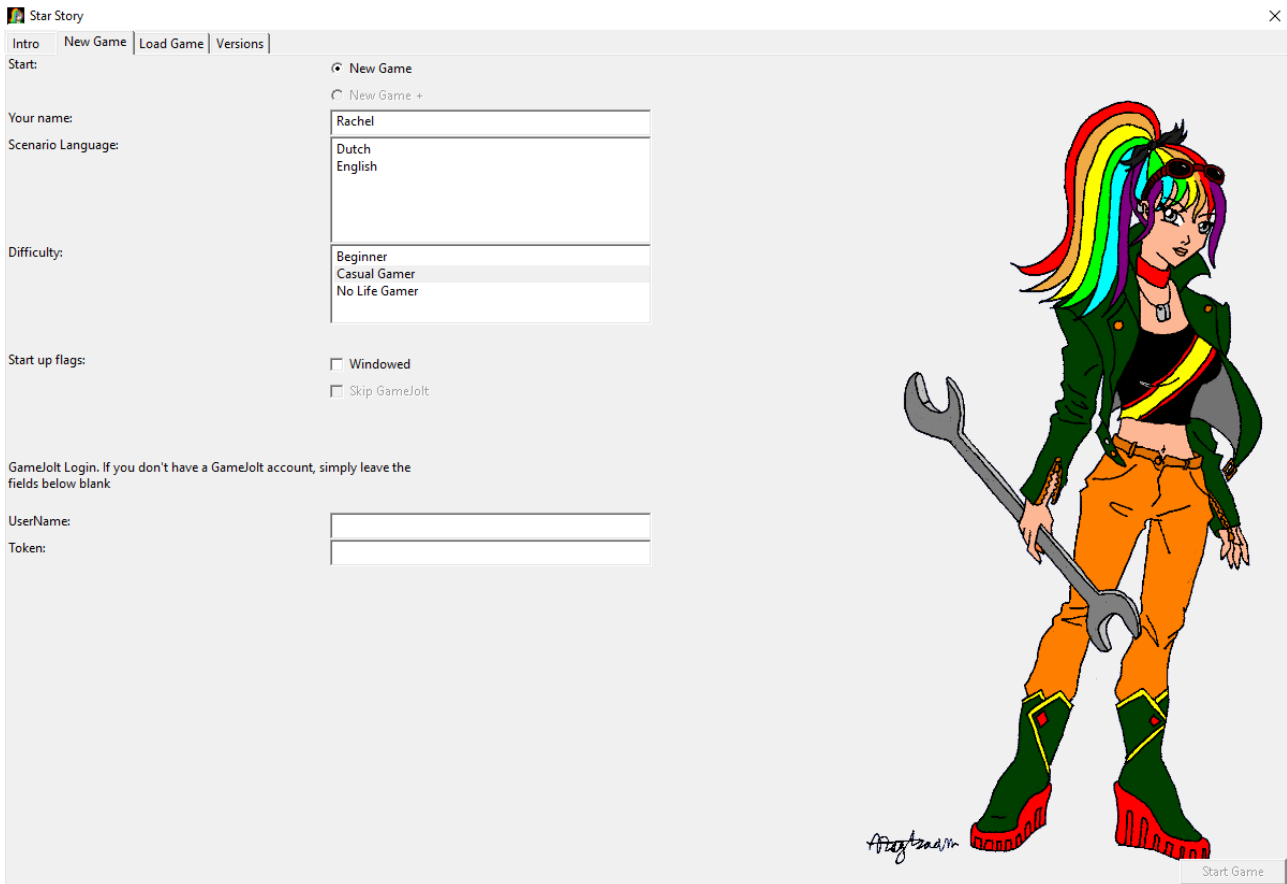 Star Story
Intro New Game Load Game Versions
Start:
New Game
New Game +
Your name:
Rachel
Scenario Language:
Dutch
English
Difficulty:
Beginner
Casual Gamer
No Life Gamer
Start up flags:
Windowed
Skip GameJolt
GameJolt Login. If you don't have a GameJolt account, simply leave the
fields below blank
UserName:
Token:
Start Game